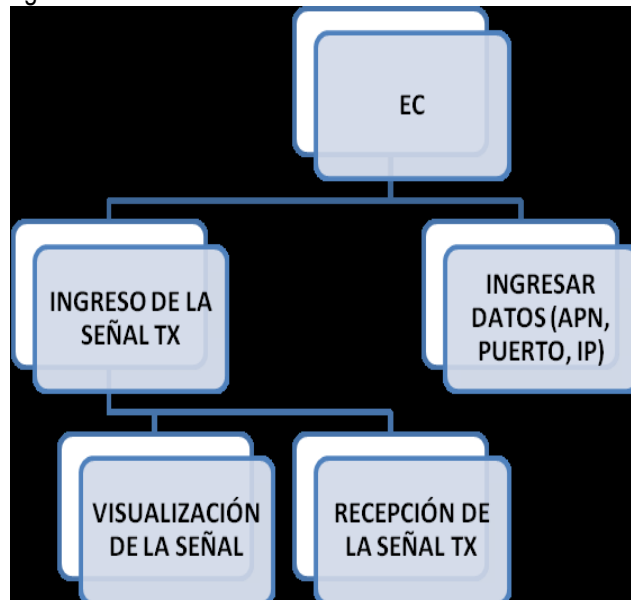 EC
INGRESO DE LA
SEÑAL TX
INGRESAR
DATOS (APN,
PUERTO, IP)
VISUALIZACIÓN
DE LA SEÑAL
RECEPCIÓN DE
LA SEÑAL TX